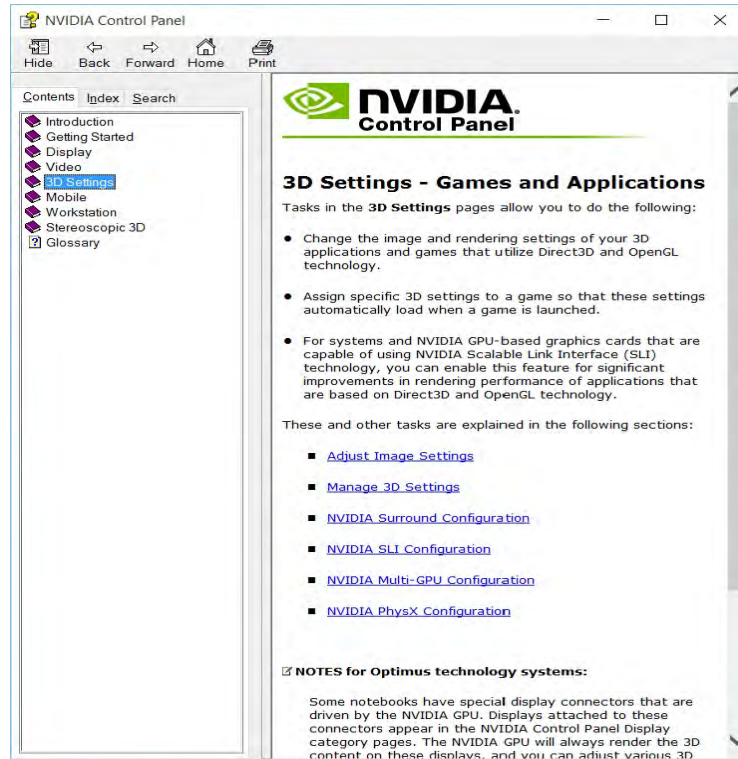 NVIDIA Control Panel
Hide Back Forward Home Print
Contents Index Search
Introduction
Getting Started
Display
Video
3D Settings
Mobile
Workstation
Stereoscopic 3D
Glossary
NVIDIA.
Control Panel
3D Settings - Games and Applications
Tasks in the 3D Settings pages allow you to do the following:
Change the image and rendering settings of your 3D
applications and games that utilize Direct3D and OpenGL
technology.
Assign specific 3D settings to a game so that these settings
automatically load when a game is launched.
For systems and NVIDIA GPU-based graphics cards that are
capable of using NVIDIA Scalable Link Interface (SLI)
technology, you can enable this feature for significant
improvements in rendering performance of applications that
are based on Direct3D and OpenGL technology.
These and other tasks are explained in the following sections:
Adjust Image Settings
Manage 3D Settings
NVIDIA Surround Configuration
NVIDIA SLI Configuration
NVIDIA Multi-GPU Configuration
NVIDIA PhysX Configuration
NOTES for Optimus technology systems:
Some notebooks have special display connectors that are
driven by the NVIDIA GPU. Displays attached to these
connectors appear in the NVIDIA Control Panel Display
category pages. The NVIDIA GPU will always render the 3D
content on these displays, and you can adjust various 3D